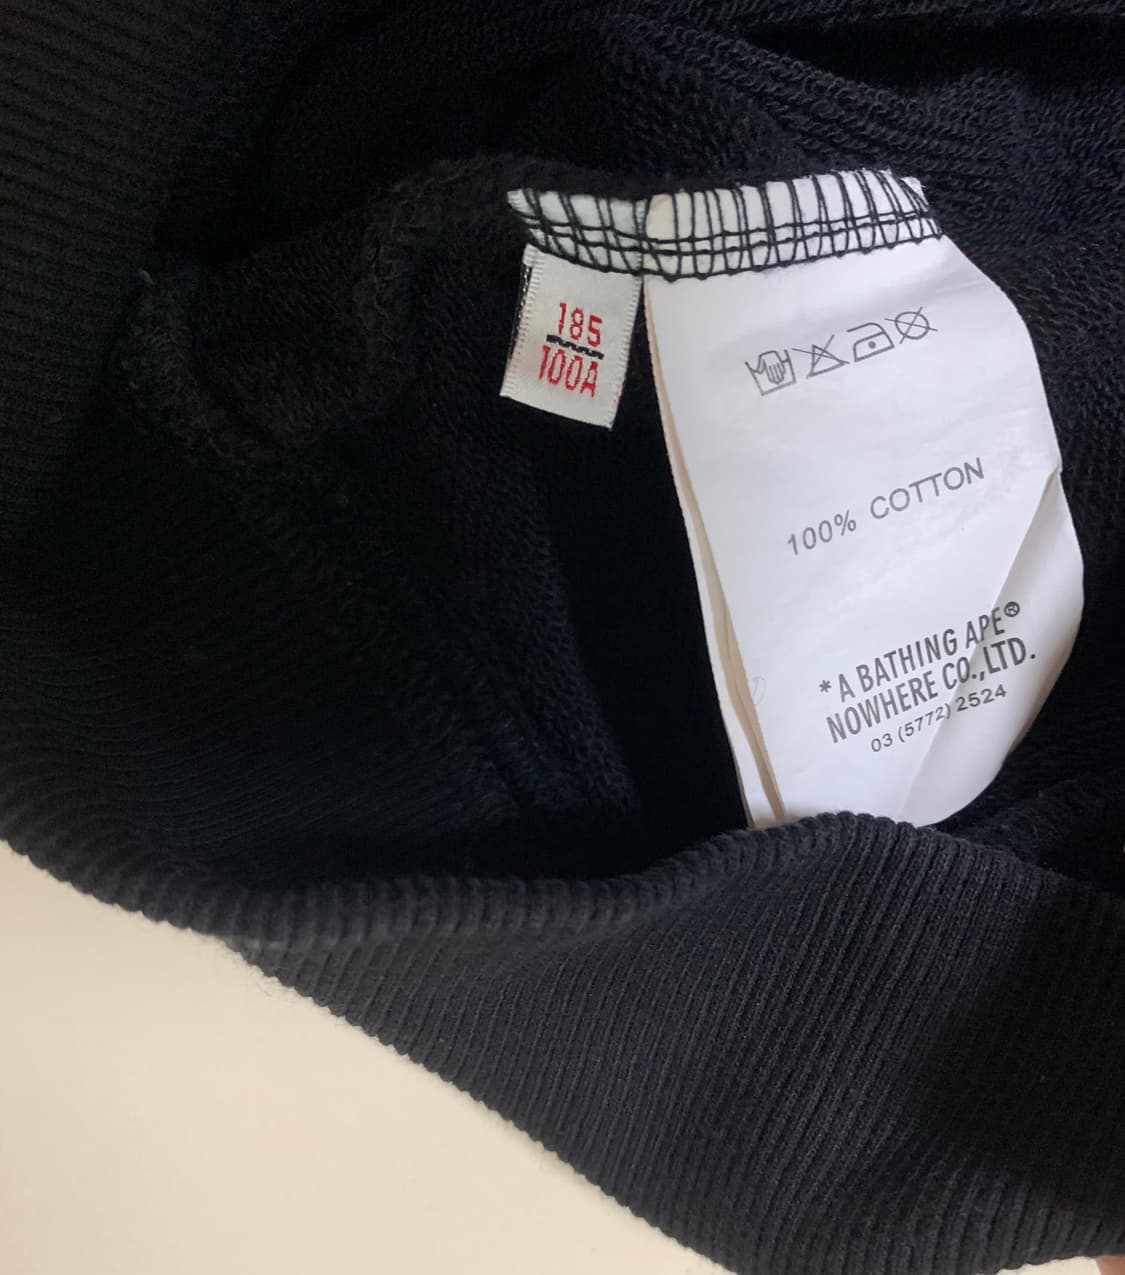 185
100A
100% COTTON
*A BATHING APE®
NOWHERE CO.,LTD.
03 (5772) 2524